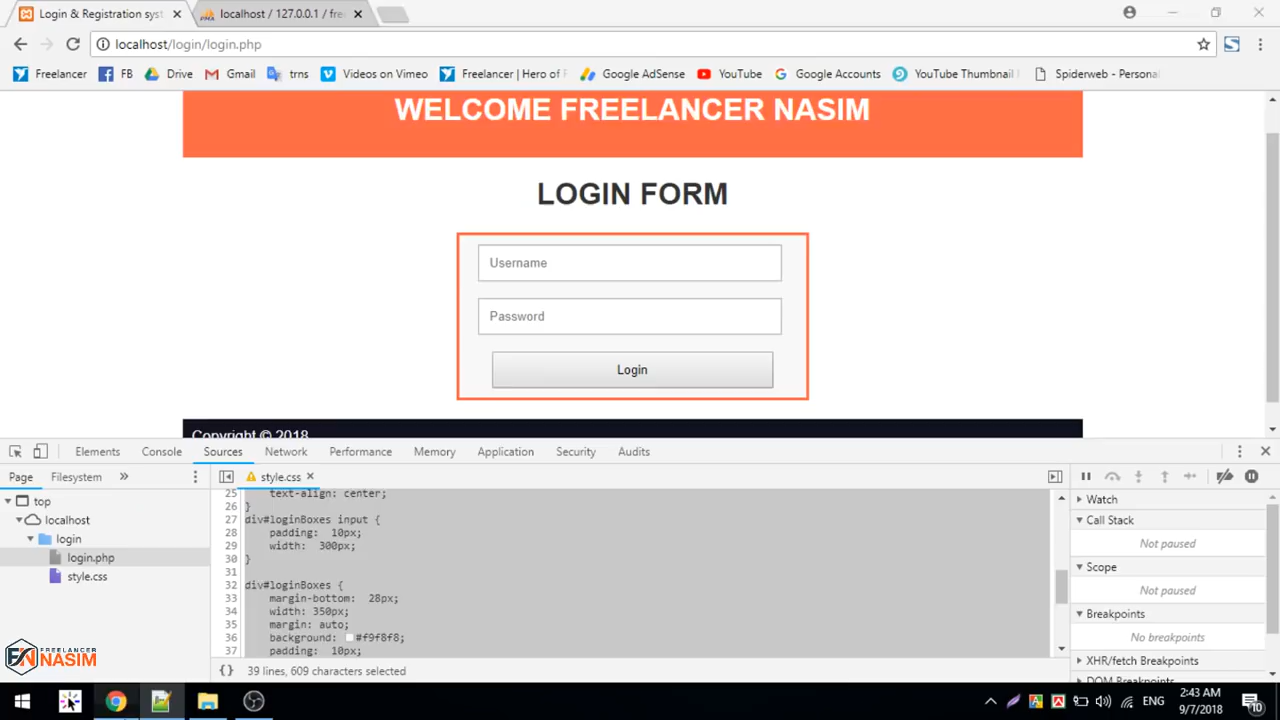 Login & Registration syst
localhost / 127.0.0.1 / fre
localhost/login/login.php
Freelancer FB Drive Gmail trns Videos on Vimeo Freelancer | Hero of F Google AdSense YouTube Google Accounts YouTube Thumbnail Spiderweb - Persona
WELCOME FREELANCER NASIM
LOGIN FORM
Username
Password
Login
Copyright © 2018
Elements Console Sources Network Performance Memory Application Security Audits
Page Filesystem » style.css
top
localhost
login
login.php
style.css
25 text-align: center;
26 }
27 div#loginBoxes input {
28 padding: 10px;
29 width: 300px;
30 }
31
32 div#loginBoxes {
33 margin-bottom: 28px;
34 width: 350px;
35 margin: auto;
36 background: #f9f8f8;
37 padding: 10px;
{} 39 lines, 609 characters selected
Watch
Call Stack
Not paused
Scope
Not paused
Breakpoints
No breakpoints
XHR/fetch Breakpoints
DOM Breakpoints
FREELANCER
NASIM
ENG
2:43 AM
9/7/2018
10